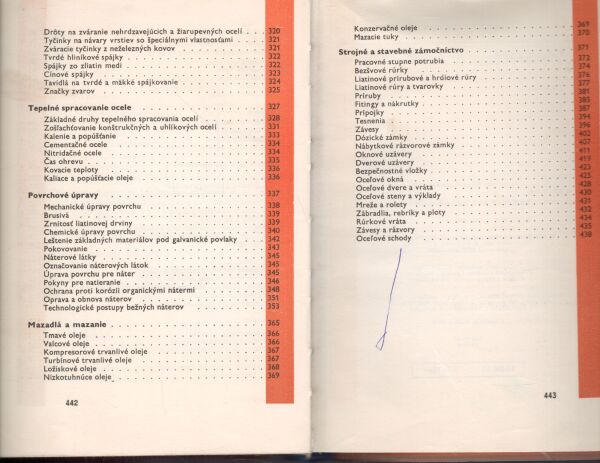 Drôty na zváranie nehrdzavejúcich a žiarupevných ocelí . 320
Tyčinky na návary vrstiev so špeciálnymi vlastnosťami . . 321
Zváracie tyčinky z neželezných kovov . . . . . . . . 321
Tvrdé hliníkové spájky . . . . . . . . . . . . . . 322
Spájky zo zliatin medi . . . . . . . . . . . . . . 322
Cínové spájky . . . . . . . . . . . . . . . . . 323
Tavidlá na tvrdé a mäkké spájkovanie . . . . . . . . 324
Značky zvarov . . . . . . . . . . . . . . . . . 325
Tepelné spracovanie ocele . . . . . . . . . . . . . . 327
Základné druhy tepelného spracovania ocelí . . . . . . 328
Zošľachťovanie konštrukčných a uhlíkových ocelí . . . . 331
Kalenie a popúšťanie . . . . . . . . . . . . . . . 333
Cementačné ocele . . . . . . . . . . . . . . . . 334
Nitridačné ocele . . . . . . . . . . . . . . . . 334
Čas ohrevu . . . . . . . . . . . . . . . . . . 335
Kovacie teploty . . . . . . . . . . . . . . . . . 336
Kaliace a popúšťacie oleje . . . . . . . . . . . . . 336
Povrchové úpravy . . . . . . . . . . . . . . . . . 337
Mechanické úpravy povrchu . . . . . . . . . . . . 338
Brusivá . . . . . . . . . . . . . . . . . . . . 339
Zrnitosť liatinovej drviny . . . . . . . . . . . . . 339
Chemické úpravy povrchu . . . . . . . . . . . . . 340
Leštenie základných materiálov pod galvanické povlaky . . 342
Pokovovanie . . . . . . . . . . . . . . . . . . 342
Náterové látky . . . . . . . . . . . . . . . . . 345
Označovanie náterových látok . . . . . . . . . . . 345
Úprava povrchu pre náter . . . . . . . . . . . . . 345
Pokyny pre natieranie . . . . . . . . . . . . . . 346
Ochrana proti korózii organickými nátermi . . . . . . 348
Oprava a obnova náterov . . . . . . . . . . . . . 351
Technologické postupy bežných náterov . . . . . . . . 353
Mazadlá a mazanie . . . . . . . . . . . . . . . . . 365
Tmavé oleje . . . . . . . . . . . . . . . . . . 366
Valcové oleje . . . . . . . . . . . . . . . . . . 366
Kompresorové trvanlivé oleje . . . . . . . . . . . . 367
Turbínové trvanlivé oleje . . . . . . . . . . . . . 367
Ložiskové oleje . . . . . . . . . . . . . . . . . 368
Nízkotuhnúce oleje . . . . . . . . . . . . . . . . 369
442
Konzervačné oleje . . . . . . . . . . . . . . . . 369
Mazacie tuky . . . . . . . . . . . . . . . . . . 370
Strojné a stavebné zámočníctvo . . . . . . . . . . . . 371
Pracovné stupne potrubia . . . . . . . . . . . . . 372
Bezšvové rúrky . . . . . . . . . . . . . . . . . 374
Liatinové prírubové a hrdlové rúry . . . . . . . . . 376
Liatinové rúry a tvarovky . . . . . . . . . . . . . 377
Príruby . . . . . . . . . . . . . . . . . . . . 381
Fitingy a nákrutky . . . . . . . . . . . . . . . . 385
Prípojky . . . . . . . . . . . . . . . . . . . . 387
Tesnenia . . . . . . . . . . . . . . . . . . . . 394
Závesy . . . . . . . . . . . . . . . . . . . . . 396
Dózické zámky . . . . . . . . . . . . . . . . . . 402
Nábytkové rázvorové zámky . . . . . . . . . . . . . 407
Oknové uzávery . . . . . . . . . . . . . . . . . 411
Dverové uzávery . . . . . . . . . . . . . . . . . 419
Bezpečnostné vložky . . . . . . . . . . . . . . . 423
Oceľové okná . . . . . . . . . . . . . . . . . . 425
Oceľové dvere a vráta . . . . . . . . . . . . . . 428
Oceľové steny a výklady . . . . . . . . . . . . . 430
Mreže a rolety . . . . . . . . . . . . . . . . . 431
Zábradlia, rebríky a ploty . . . . . . . . . . . . . 432
Rúrkové vráta . . . . . . . . . . . . . . . . . . 434
Závesy a rázvory . . . . . . . . . . . . . . . . 435
Oceľové schody . . . . . . . . . . . . . . . . . 438
443